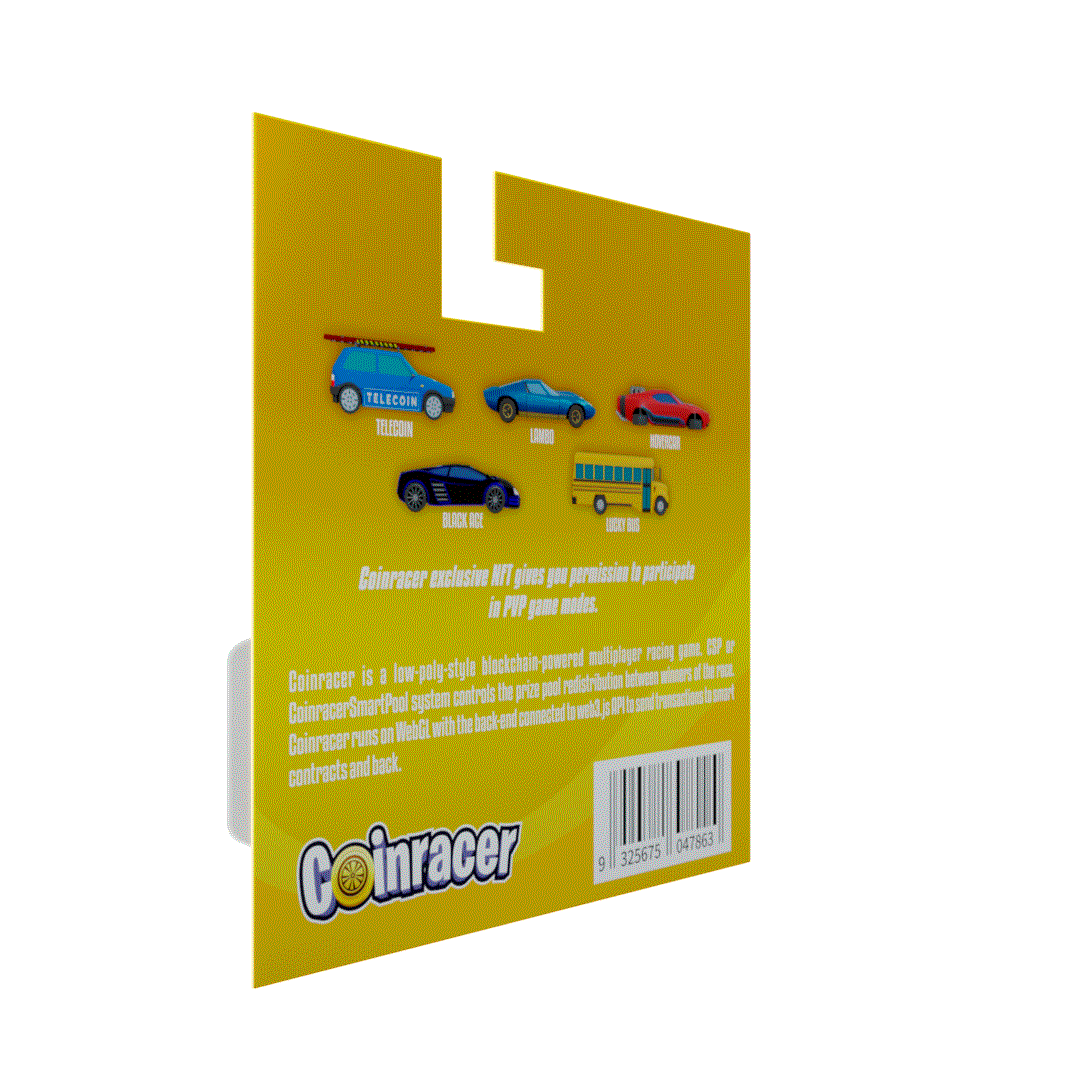 TELECOIN
TELECOIN
LAMBO
HOVERCAR
BLACK ACE
LUCKY BUS
Coinracer exclusive NFT gives you permission to participate
in PVP game modes.
Coinracer is a low-poly-style blockchain-powered multiplayer racing game. CSP or
CoinracerSmartPool system controls the prize pool redistribution between winners of the race.
Coinracer runs on WebGL with the back-end connected to web3.js API to send transactions to smart
contracts and back.
Coinracer
9 325675 047863